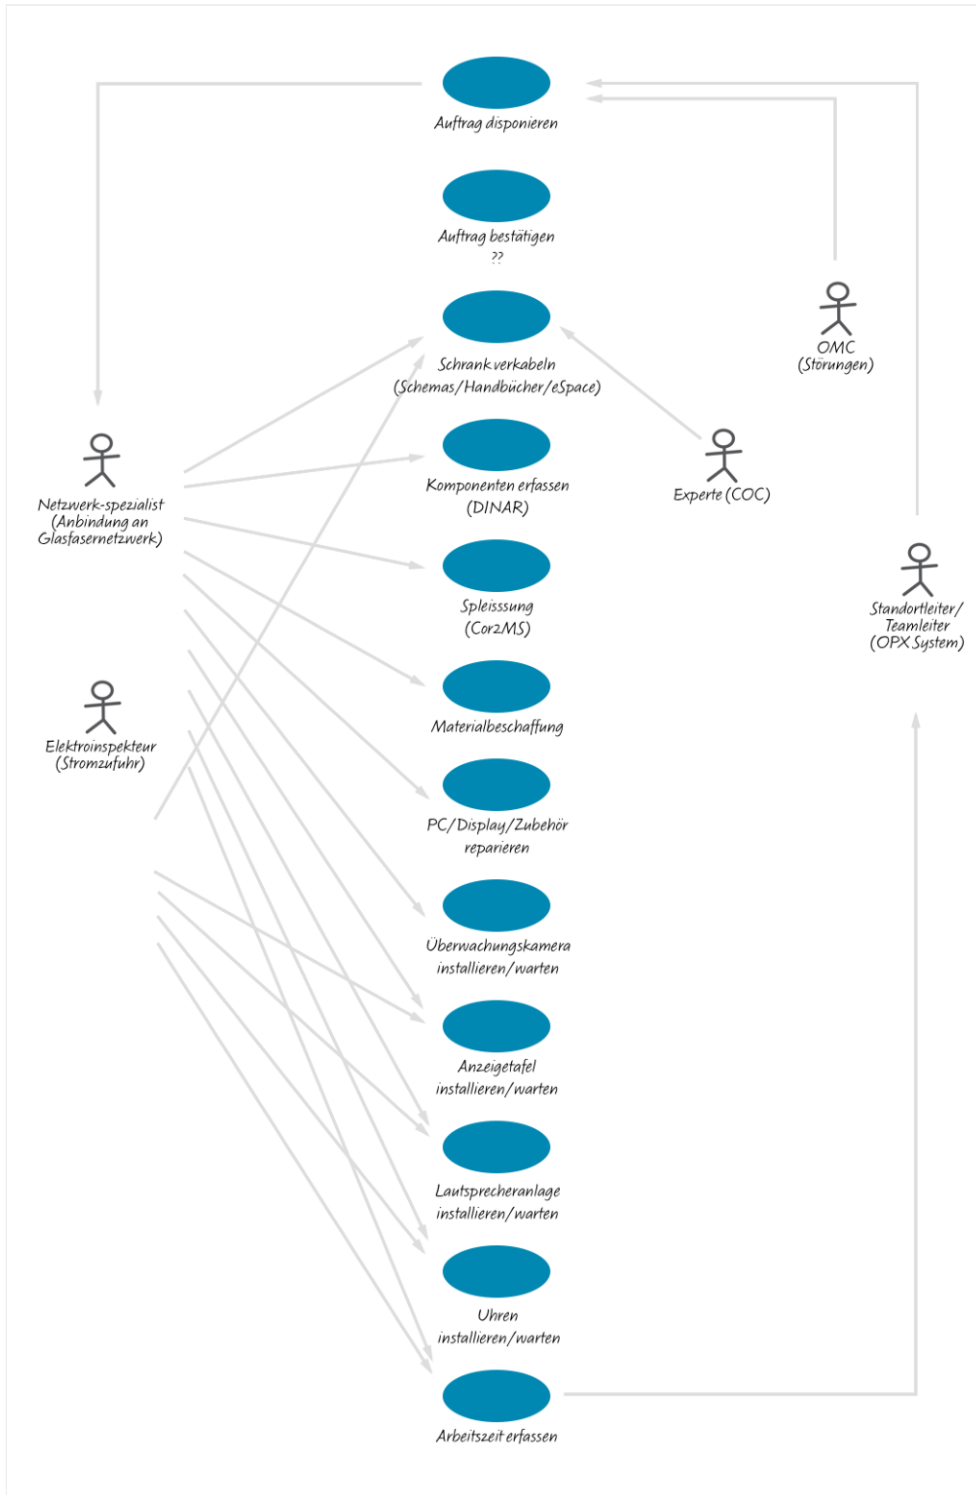 Auftrag disponieren
Auftrag bestätigen
??
OMC
(Störungen)
Schrank verkabeln
(Schemas/Handbücher/eSpace)
Netzwerk-spezialist
(Anbindung an
Glasfasernetzwerk)
Komponenten erfassen
(DINAR)
Experte (COC)
Spleisssung
(Cor2MS)
Standortleiter/
Teamleiter
(OPX System)
Elektroinspekteur
(Stromzufuhr)
Materialbeschaffung
PC/Display/Zubehör
reparieren
Überwachungskamera
installieren/warten
Anzeigetafel
installieren/warten
Lautsprecheranlage
installieren/warten
Uhren
installieren/warten
Arbeitszeit erfassen